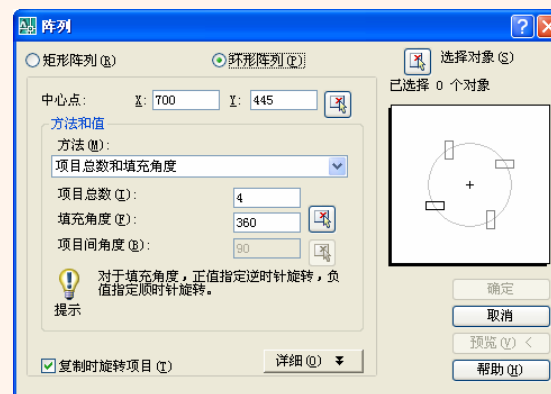 阵列
矩形阵列(R)
环形阵列(P)
选择对象(S)
已选择 0 个对象
中心点: X: 700 Y: 445
方法和值
方法(M):
项目总数和填充角度
项目总数(I): 4
填充角度(F): 360
项目间角度(B): 90
对于填充角度，正值指定逆时针旋转，负
值指定顺时针旋转。
提示
复制时旋转项目(T)
详细(O)
确定
取消
预览(V) <
帮助(H)